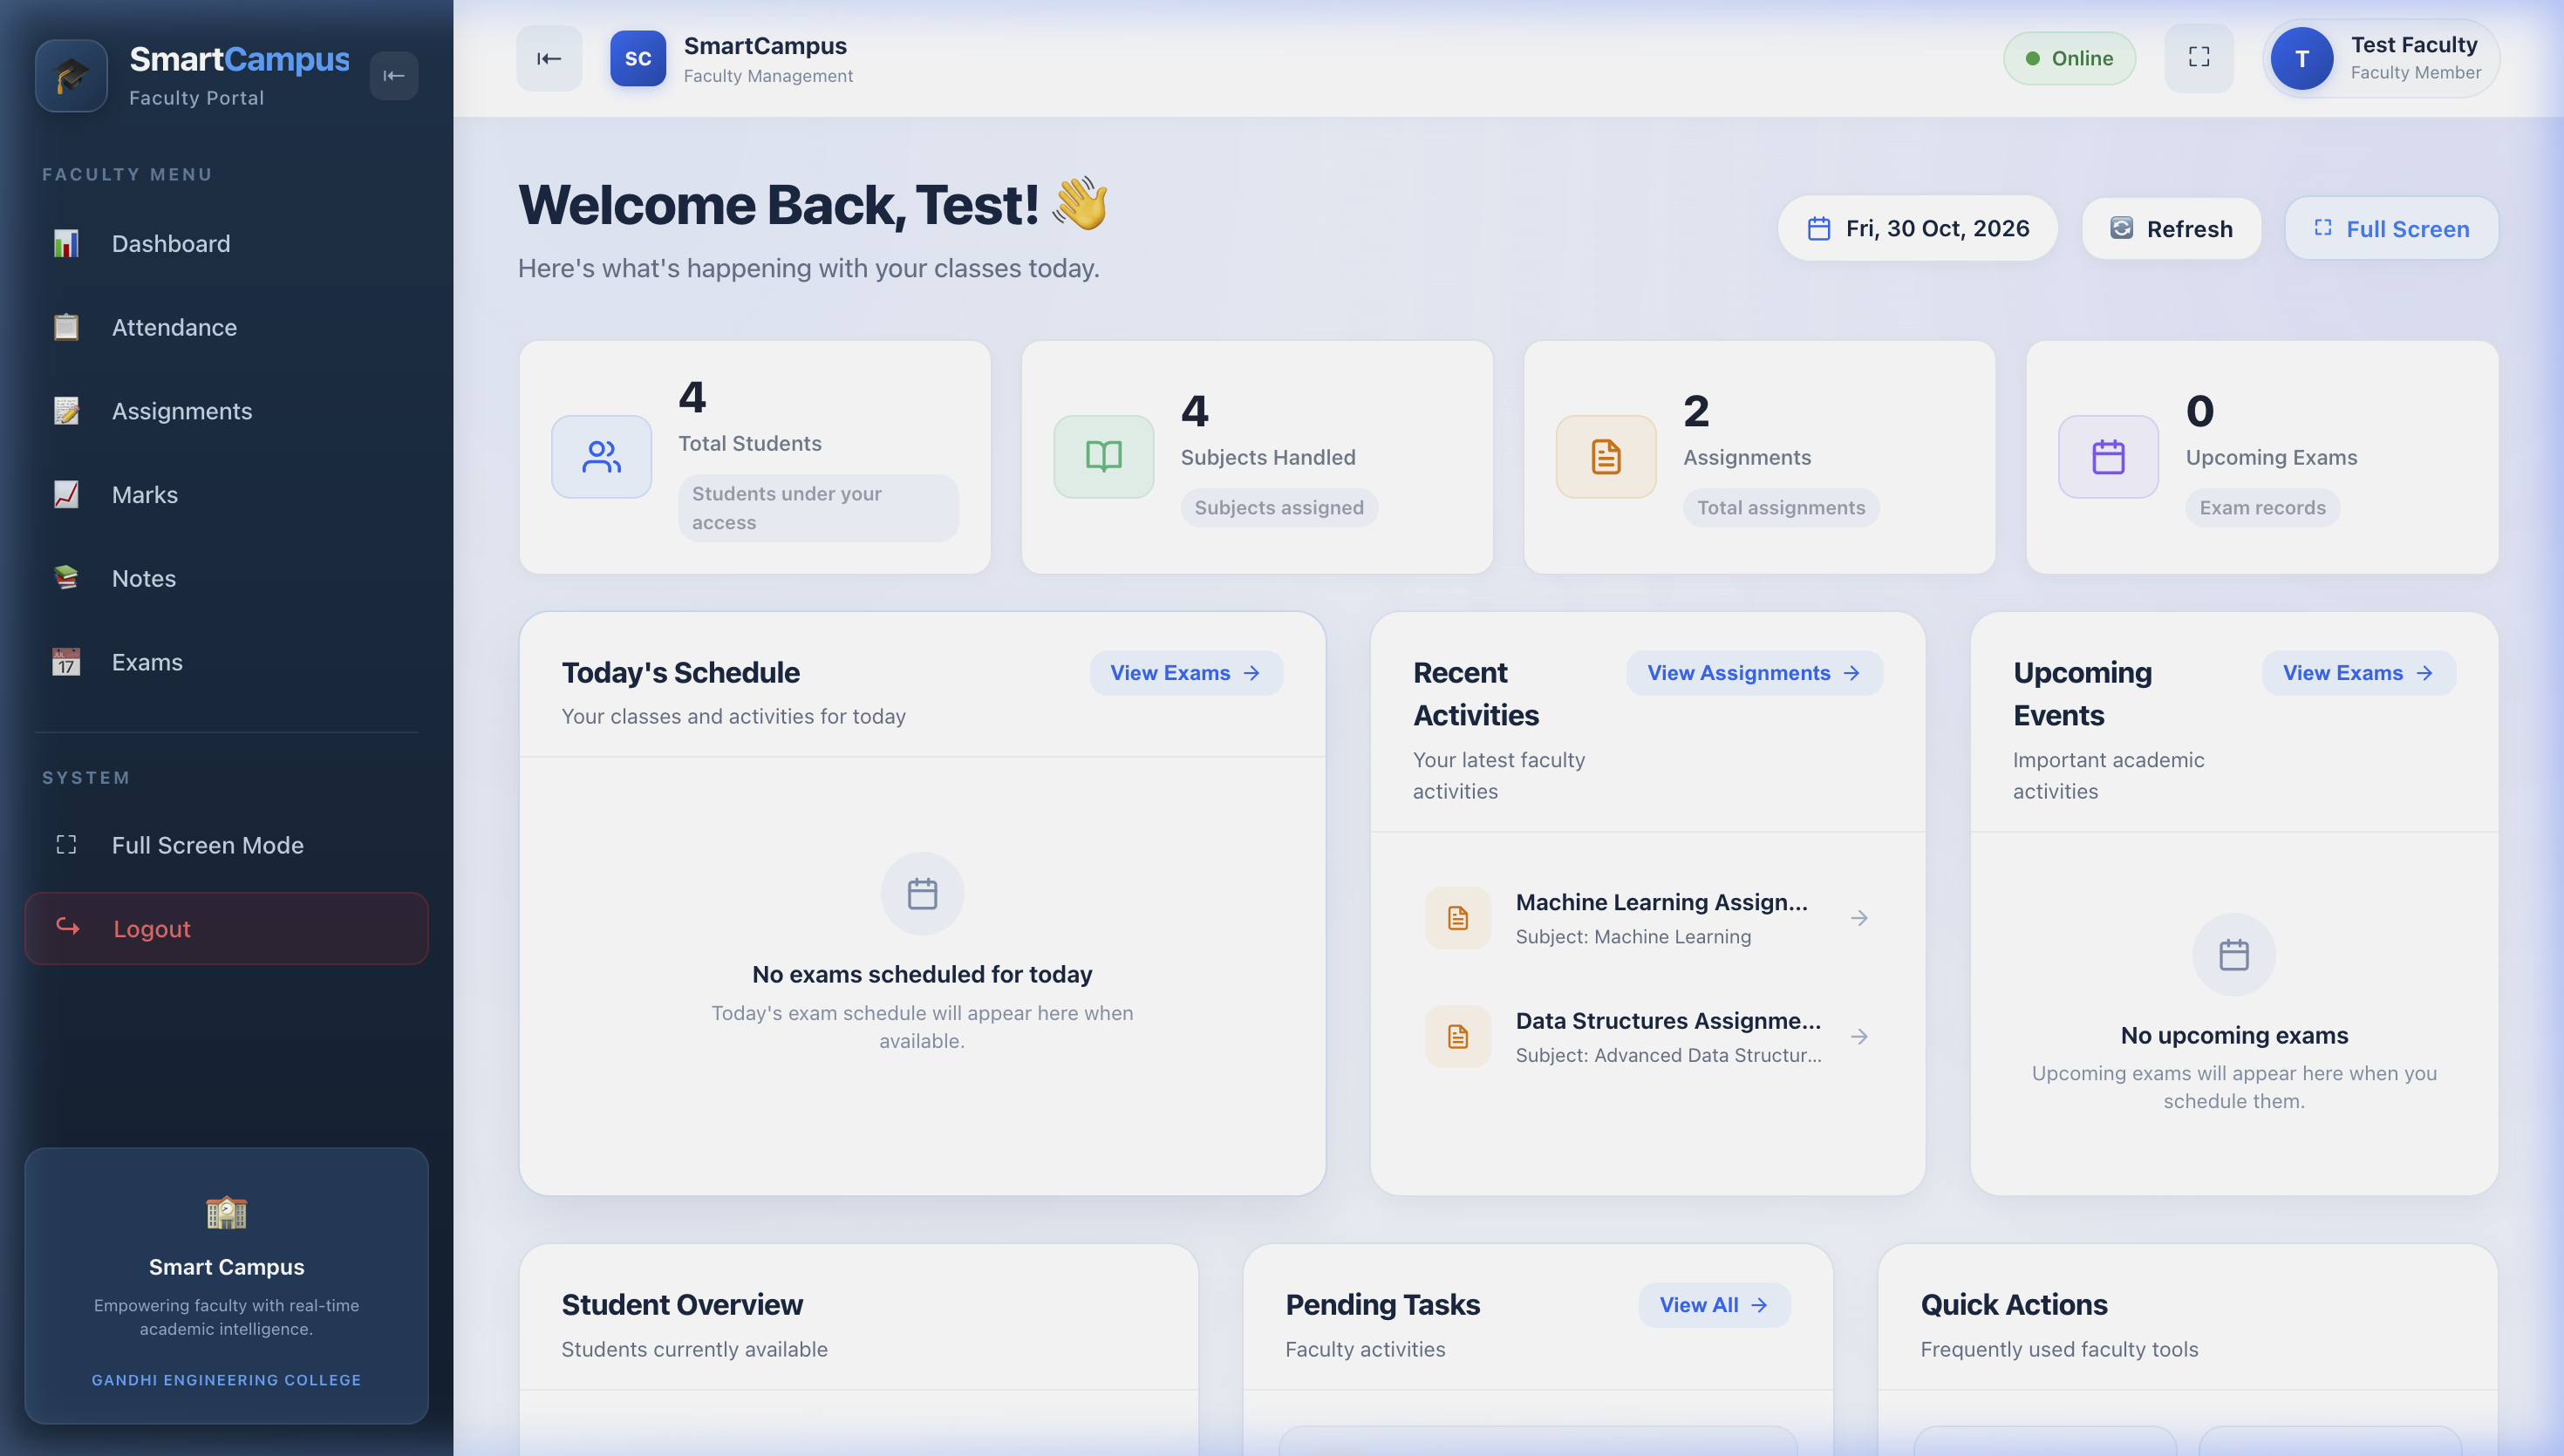 SmartCampus
Faculty Portal
FACULTY MENU
Dashboard
Attendance
Assignments
Marks
Notes
Exams
SYSTEM
Full Screen Mode
Logout
Smart Campus
Empowering faculty with real-time
academic intelligence.
GANDHI ENGINEERING COLLEGE
SC
SmartCampus
Faculty Management
Online
T
Test Faculty
Faculty Member
Welcome Back, Test! 👋
Here's what's happening with your classes today.
Fri, 30 Oct, 2026
Refresh
Full Screen
4
Total Students
Students under your
access
4
Subjects Handled
Subjects assigned
2
Assignments
Total assignments
0
Upcoming Exams
Exam records
Today's Schedule
View Exams →
Your classes and activities for today
No exams scheduled for today
Today's exam schedule will appear here when
available.
Recent
Activities
View Assignments →
Your latest faculty
activities
Machine Learning Assign...
Subject: Machine Learning
Data Structures Assignme...
Subject: Advanced Data Structur...
Upcoming
Events
View Exams →
Important academic
activities
No upcoming exams
Upcoming exams will appear here when you
schedule them.
Student Overview
Students currently available
Pending Tasks
View All →
Faculty activities
Quick Actions
Frequently used faculty tools